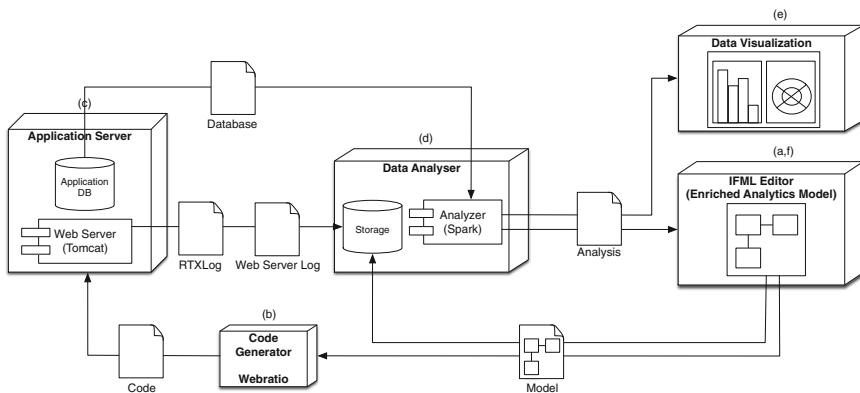 (e)
Data Visualization
(c)
Application Server
Database
(d)
Data Analyser
(a,f)
IFML Editor
(Enriched Analytics Model)
Application
DB
Web Server
(Tomcat)
RTXLog
Web Server Log
Storage
Analyzer
(Spark)
Analysis
(b)
Code
Generator
Webratio
Code
Model